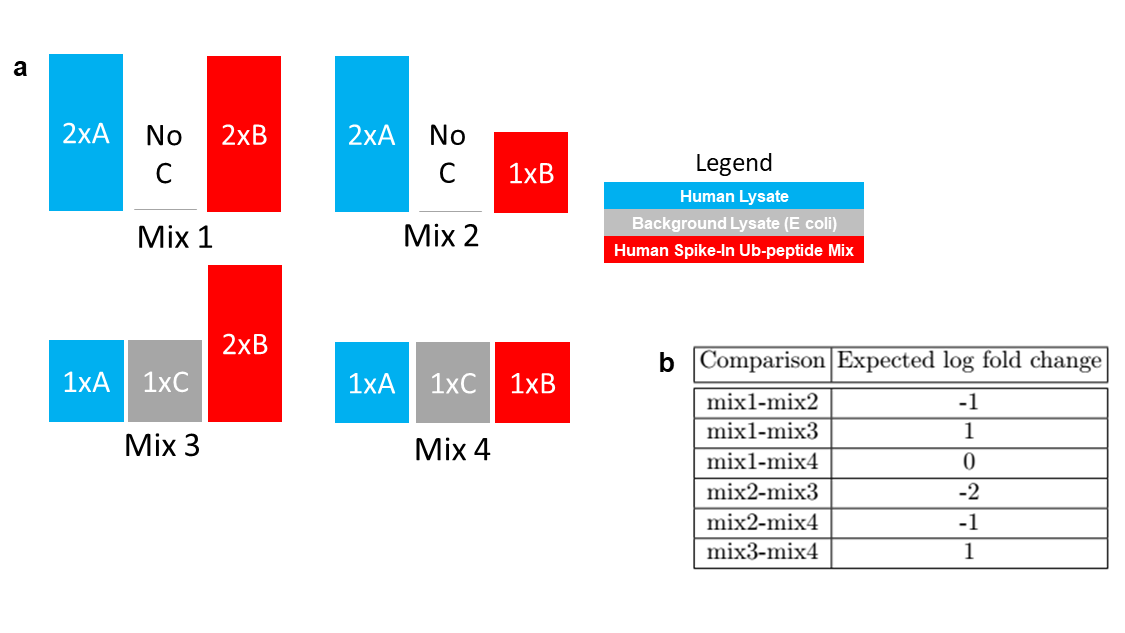 a
2xA
No
C
2xB
Mix 1
2xA
No
C
1xB
Mix 2
Legend
Human Lysate
Background Lysate (E coli)
Human Spike-In Ub-peptide Mix
1xA
1xC
2xB
Mix 3
1xA
1xC
1xB
Mix 4
b
Comparison Expected log fold change
mix1-mix2 -1
mix1-mix3 1
mix1-mix4 0
mix2-mix3 -2
mix2-mix4 -1
mix3-mix4 1